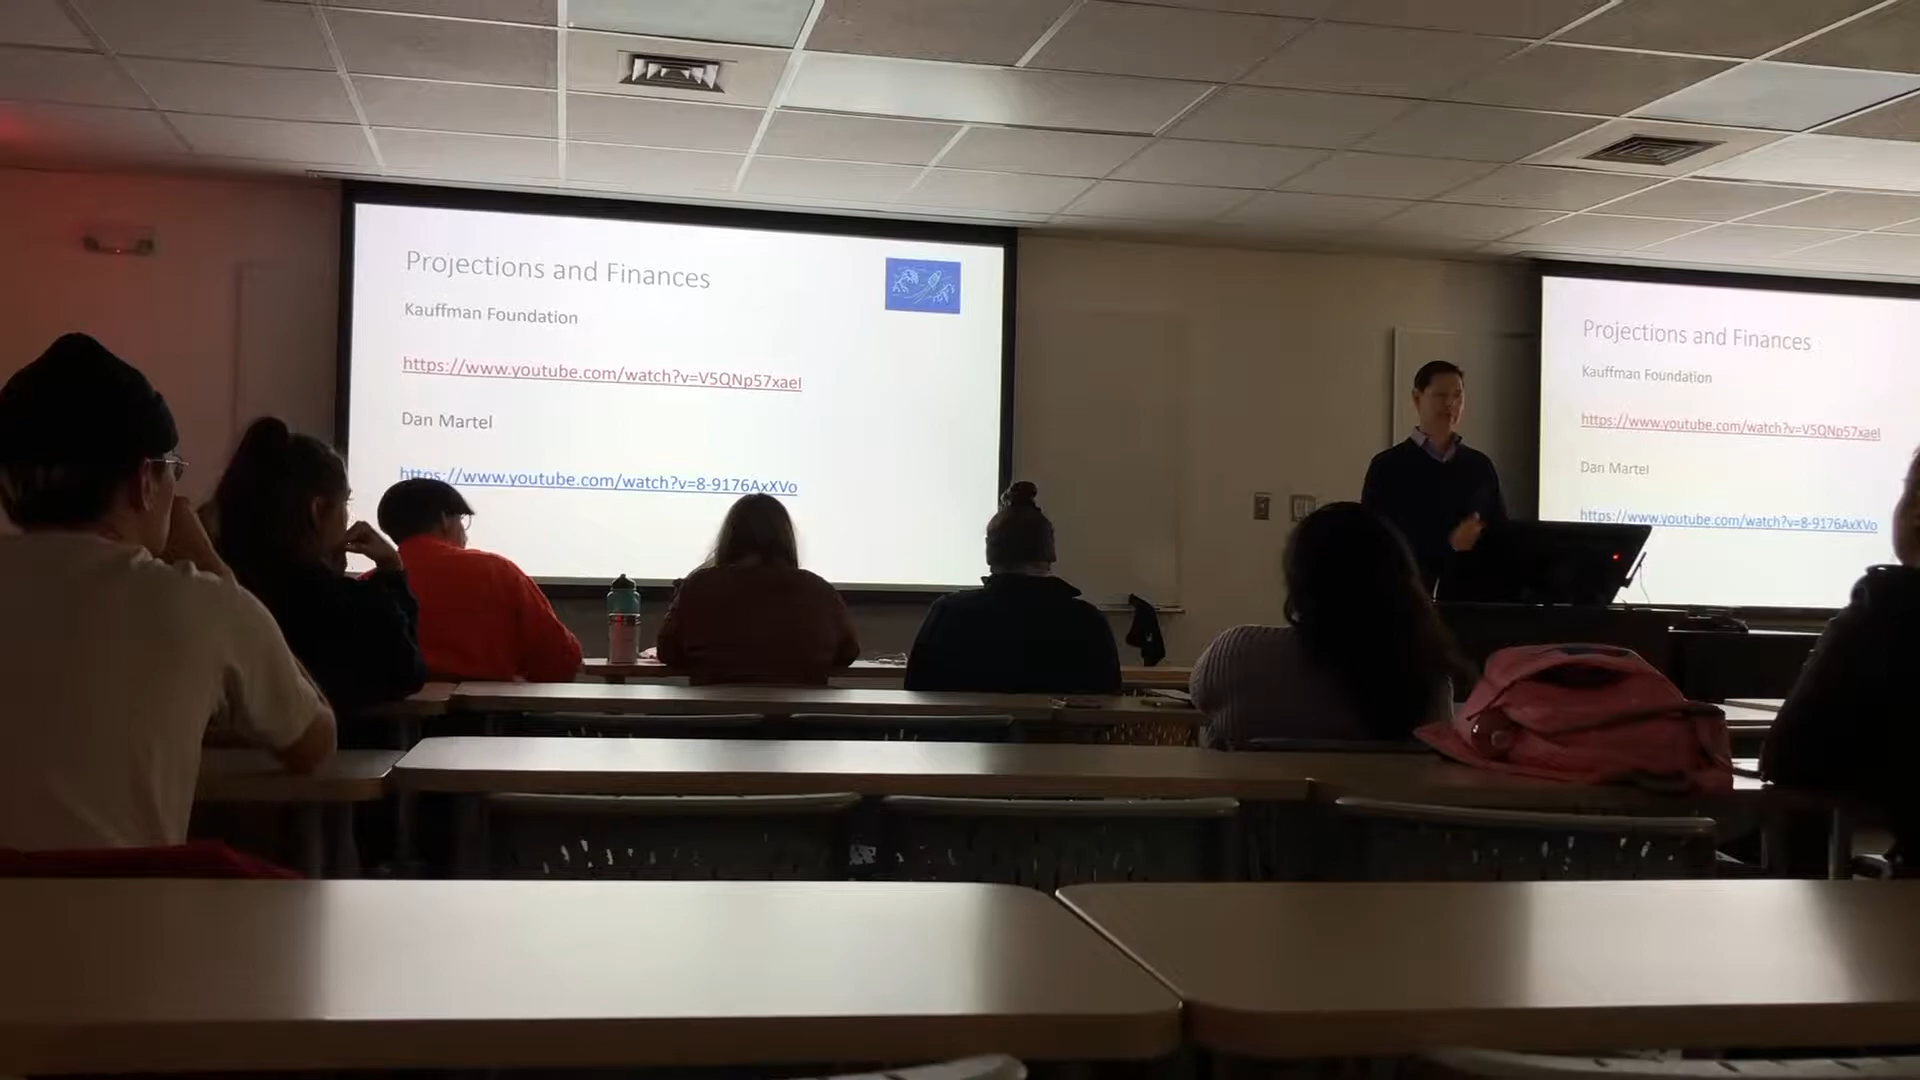 Projections and Finances
Kauffman Foundation
https://www.youtube.com/watch?v=V5QNp57xaeI
Dan Martel
https://www.youtube.com/watch?v=8-9176AxXVo
Projections and Finances
Kauffman Foundation
https://www.youtube.com/watch?v=V5QNp57xaeI
Dan Martel
https://www.youtube.com/watch?v=8-9176AxXVo